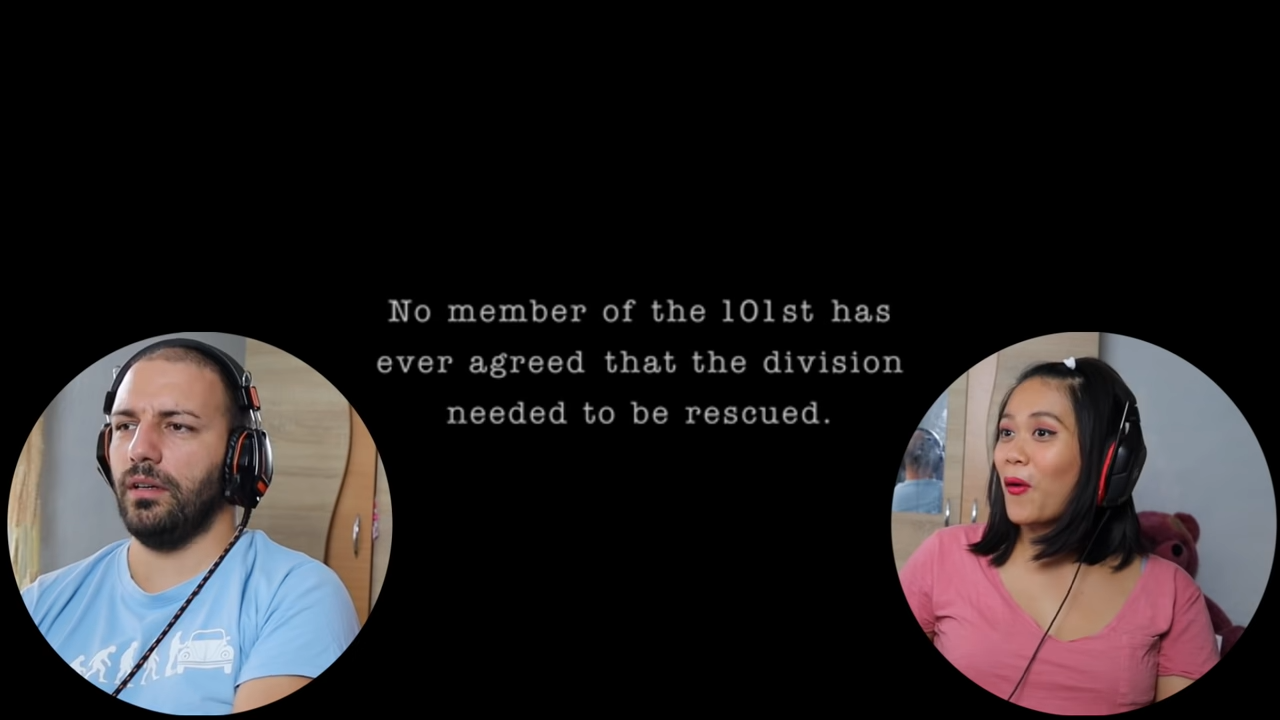 No member of the 101st has
ever agreed that the division
needed to be rescued.